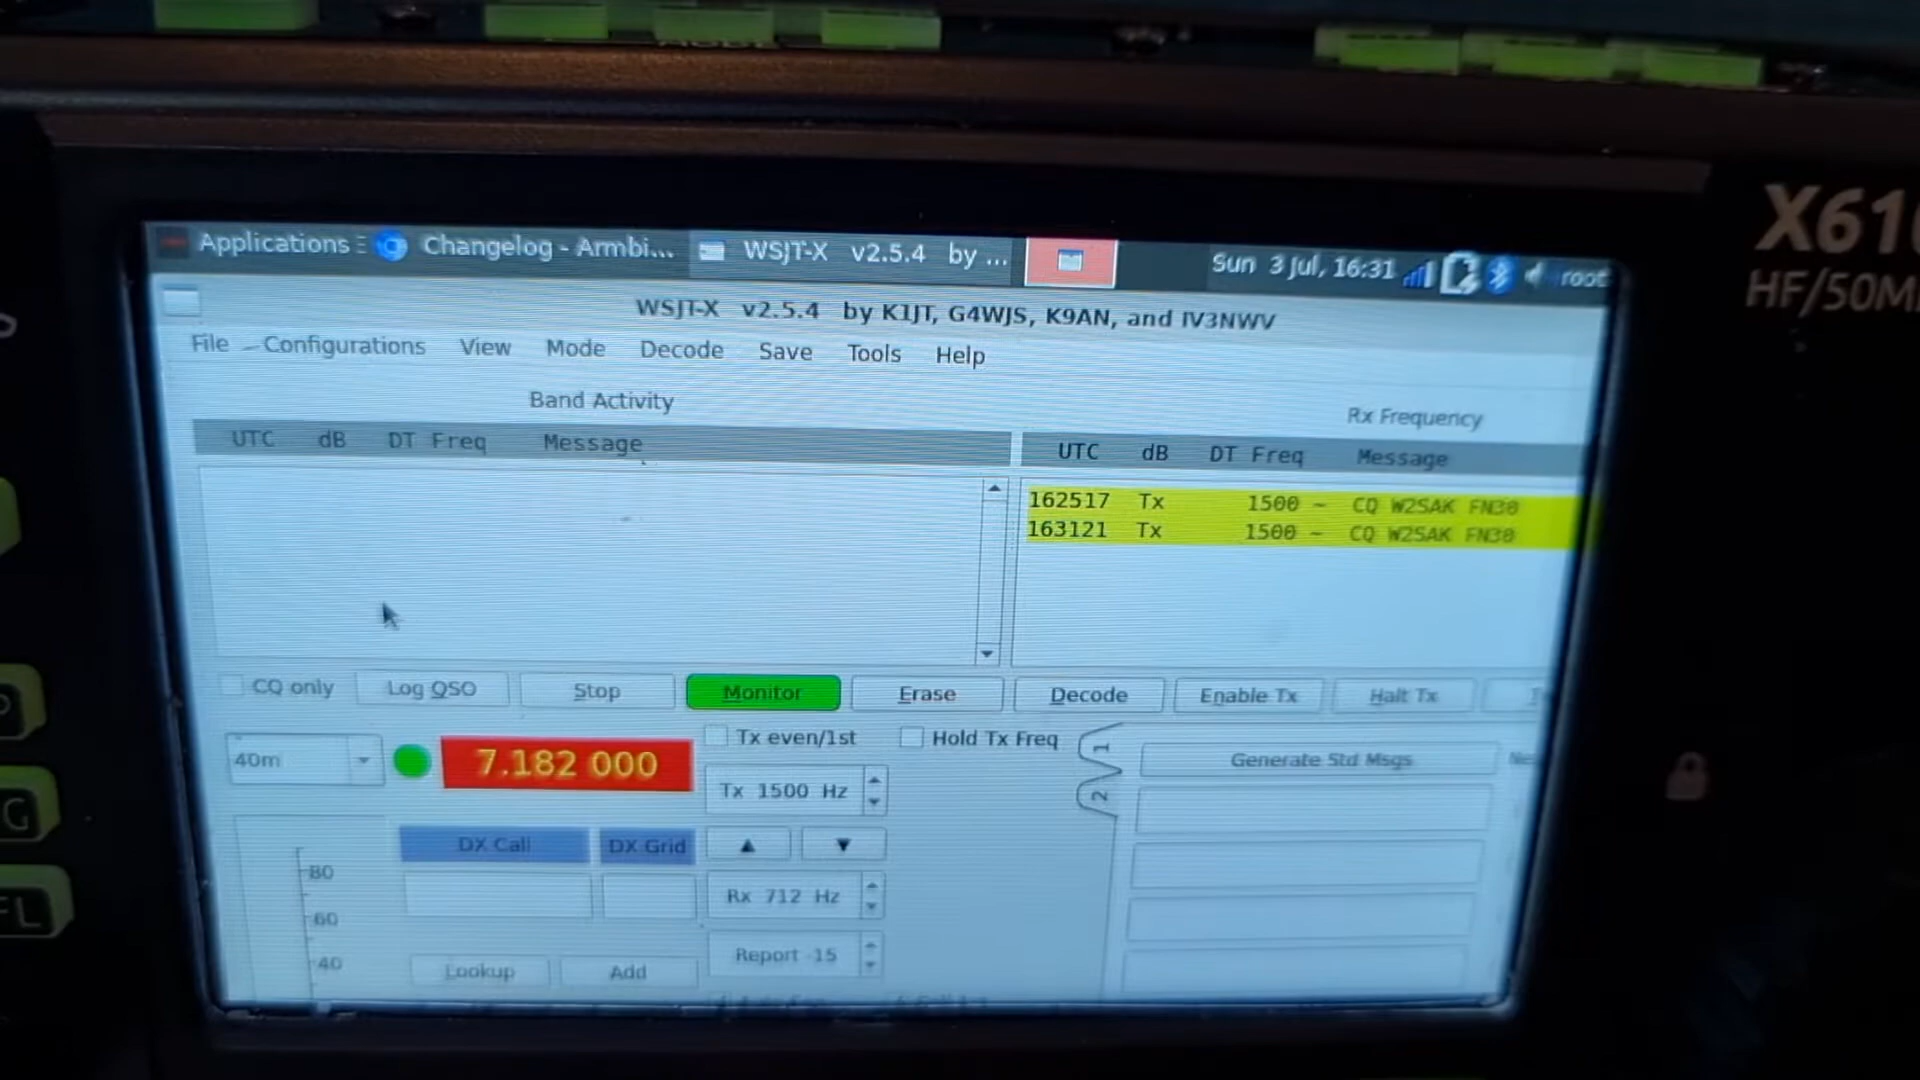 X61
HF/50M
Applications Changelog - Armbi... WSJT-X v2.5.4 by ... Sun 3 Jul, 16:31 root
WSJT-X v2.5.4 by K1JT, G4WJS, K9AN, and IV3NWV
File Configurations View Mode Decode Save Tools Help
Band Activity
Rx Frequency
UTC dB DT Freq Message
UTC dB DT Freq Message
162517 Tx 1500 ~ CQ W2SAK FN30
163121 Tx 1500 ~ CQ W2SAK FN30
CQ only Log QSO Stop Monitor Erase Decode Enable Tx Halt Tx
40m 7.182 000 Tx even/1st Hold Tx Freq
1
Generate Std Msgs
Tx 1500 Hz
2
DX Call DX Grid ▲ ▼
80
Rx 712 Hz
60
Report -15
40
Lookup Add
G
FL